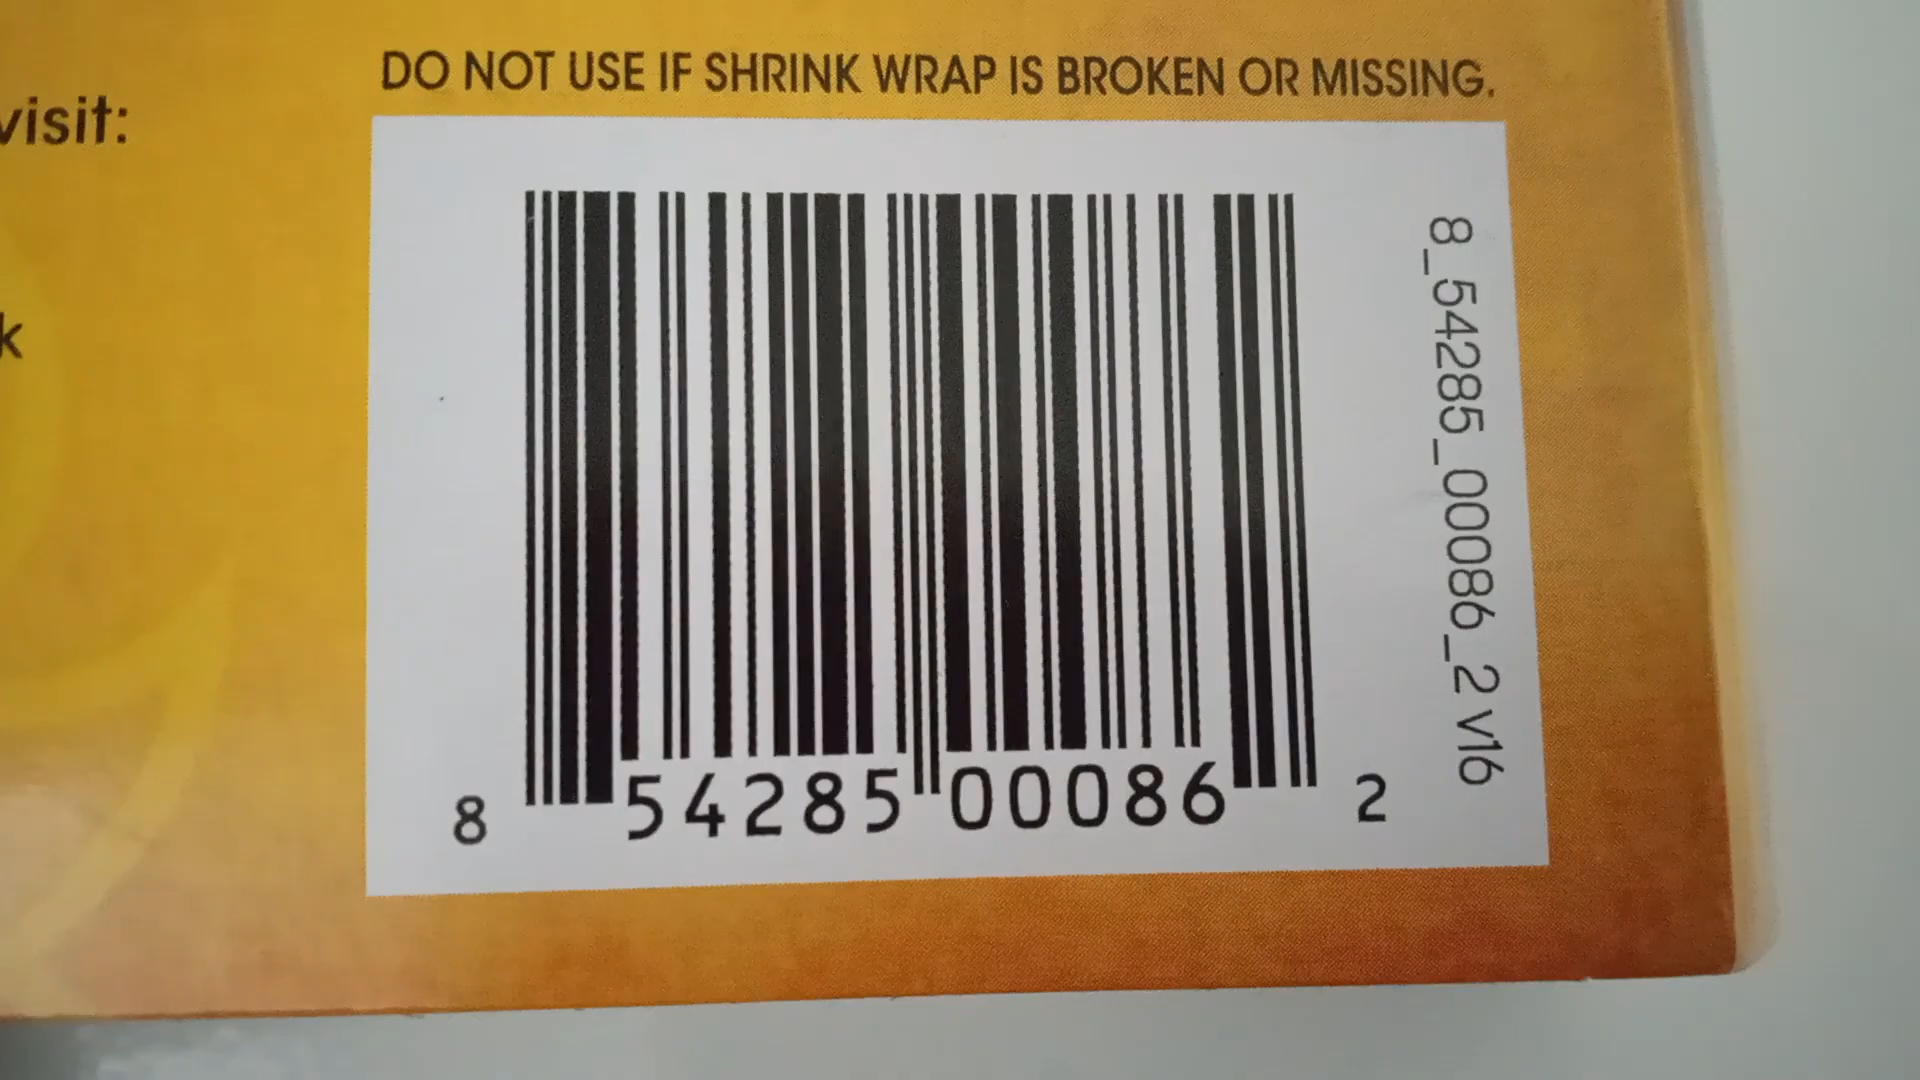 DO NOT USE IF SHRINK WRAP IS BROKEN OR MISSING.
visit:
k
8 54285 00086 2
8_54285_00086_2 v16